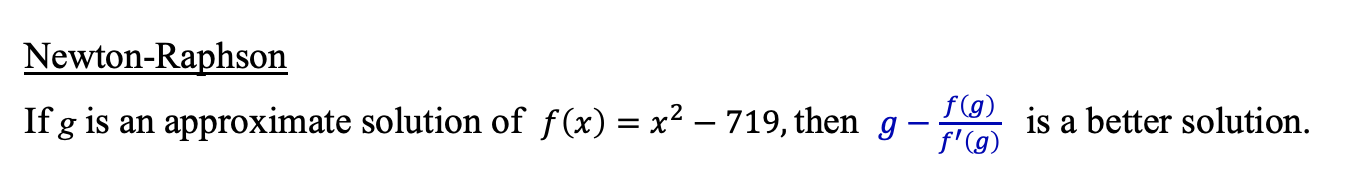 Newton-Raphson
If g is an approximate solution of f(x) = x² − 719, then g − f(g)/f′(g) is a better solution.